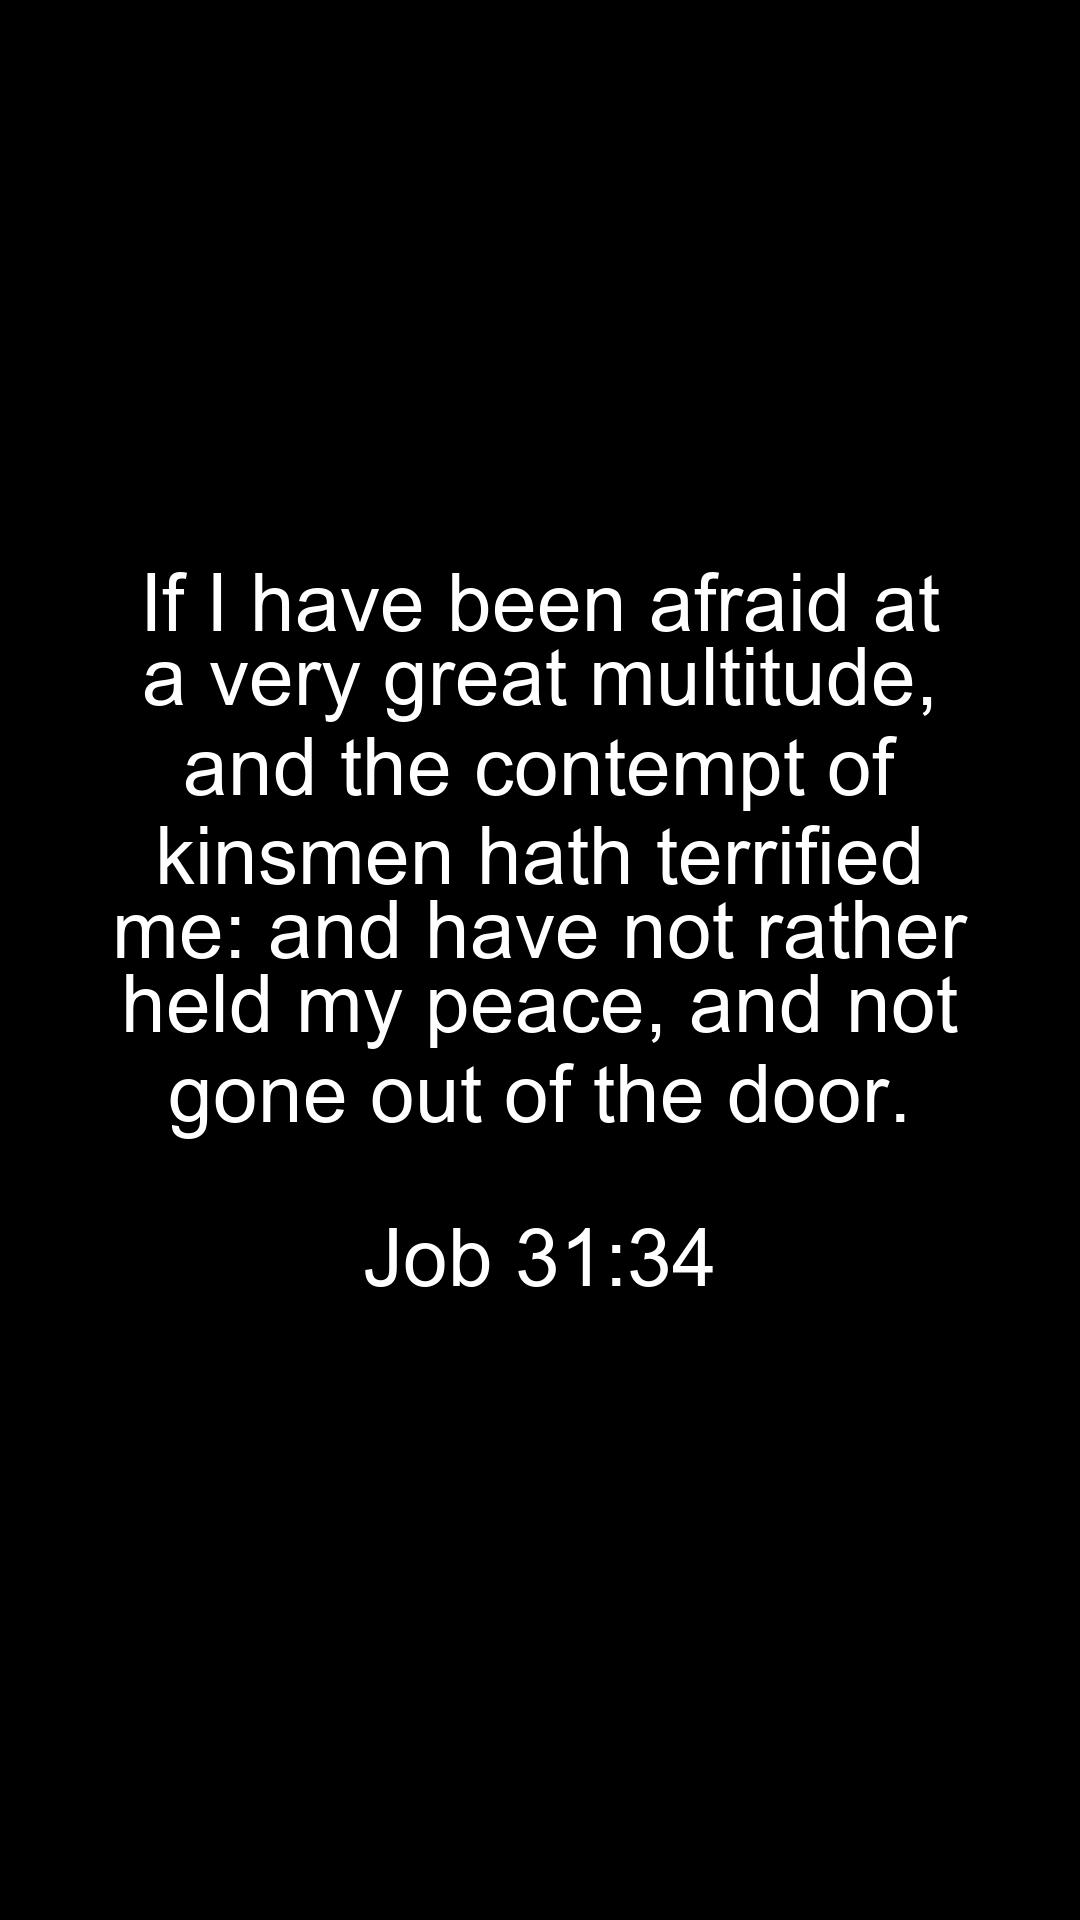 If I have been afraid at
a very great multitude,
and the contempt of
kinsmen hath terrified
me: and have not rather
held my peace, and not
gone out of the door.
Job 31:34